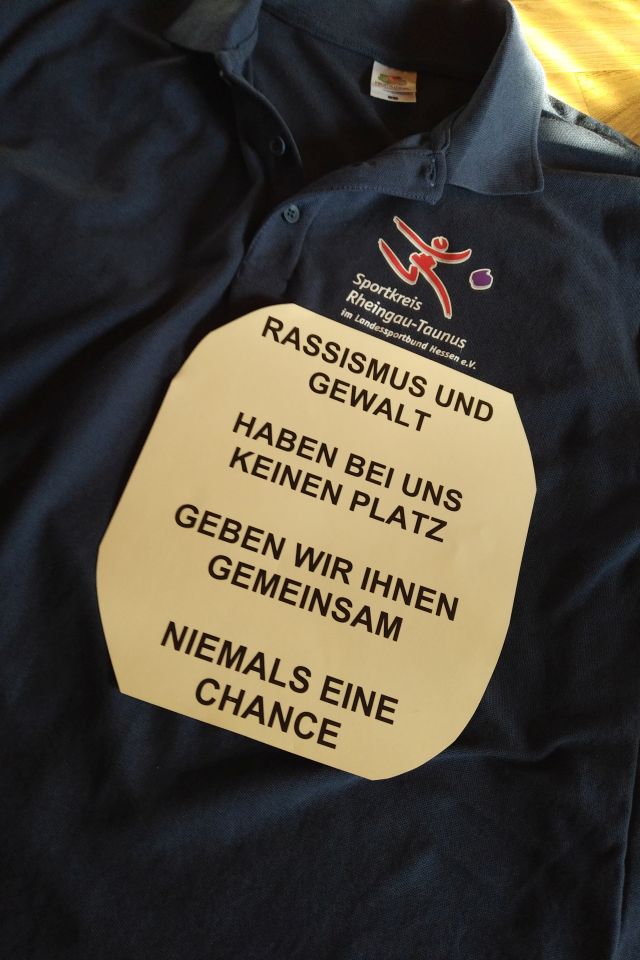 Sportkreis
Rheingau-Taunus
im Landessportbund Hessen e.V.
RASSISMUS UND
GEWALT
HABEN BEI UNS
KEINEN PLATZ
GEBEN WIR IHNEN
GEMEINSAM
NIEMALS EINE
CHANCE